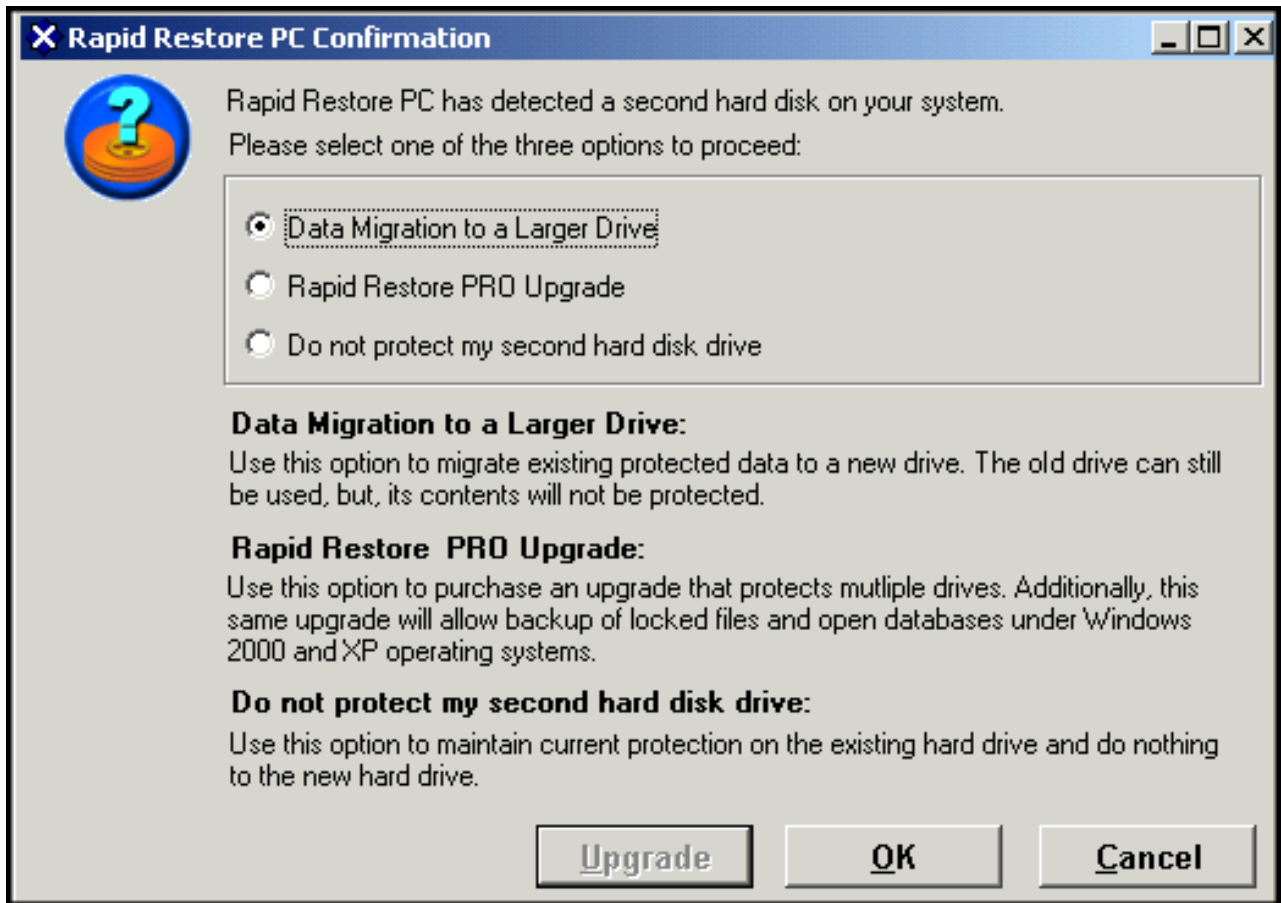 Rapid Restore PC Confirmation
Rapid Restore PC has detected a second hard disk on your system.
Please select one of the three options to proceed:
Data Migration to a Larger Drive
Rapid Restore PRO Upgrade
Do not protect my second hard disk drive
Data Migration to a Larger Drive:
Use this option to migrate existing protected data to a new drive. The old drive can still
be used, but, its contents will not be protected.
Rapid Restore PRO Upgrade:
Use this option to purchase an upgrade that protects mutliple drives. Additionally, this
same upgrade will allow backup of locked files and open databases under Windows
2000 and XP operating systems.
Do not protect my second hard disk drive:
Use this option to maintain current protection on the existing hard drive and do nothing
to the new hard drive.
Upgrade
OK
Cancel